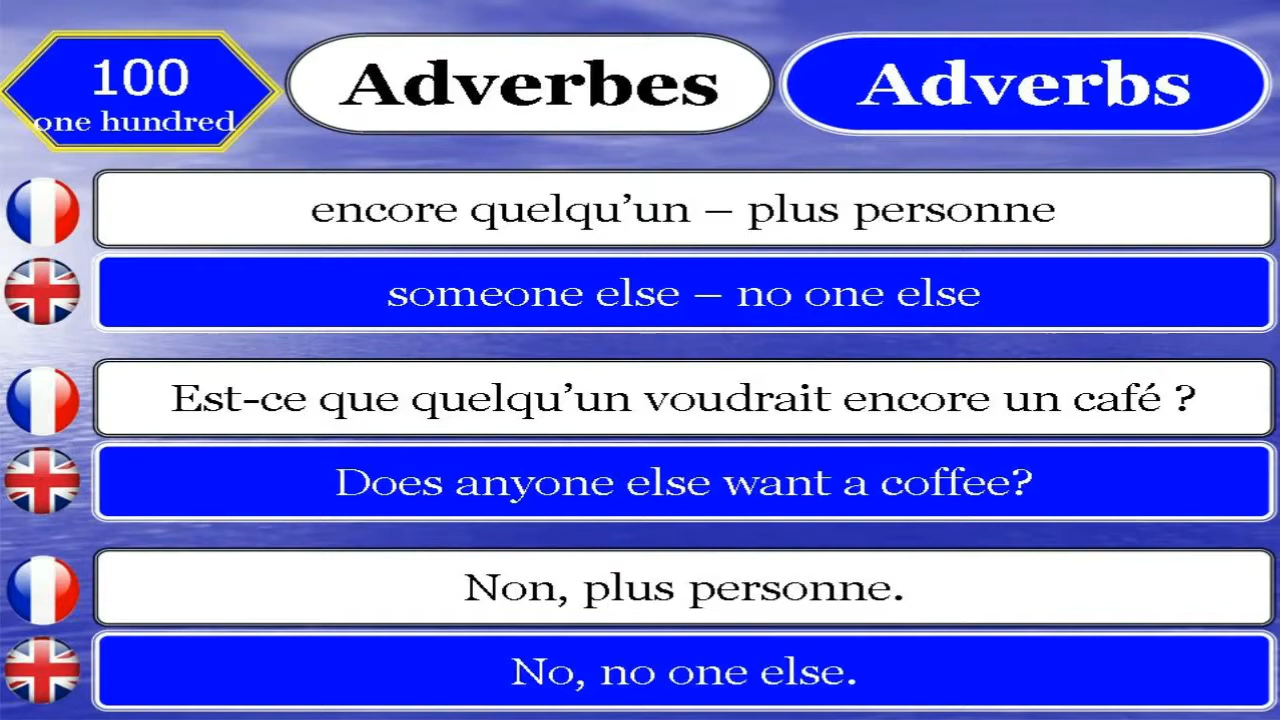 100
one hundred
Adverbes
Adverbs
encore quelqu’un – plus personne
someone else – no one else
Est-ce que quelqu’un voudrait encore un café ?
Does anyone else want a coffee?
Non, plus personne.
No, no one else.